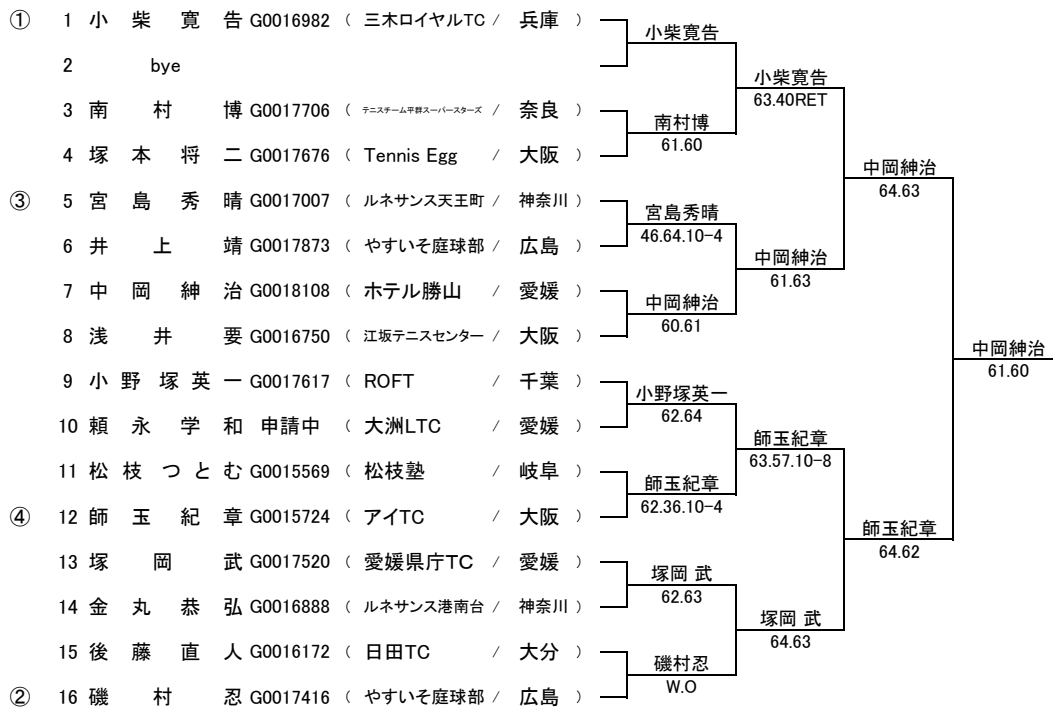 ① 1 小柴寛告 G0016982 ( 三木ロイヤルTC / 兵庫 )
小柴寛告
2 bye
小柴寛告
63.40RET
3 南村博 G0017706 ( テニスチーム平群スーパースターズ / 奈良 )
南村博
61.60
4 塚本将二 G0017676 ( Tennis Egg / 大阪 )
中岡紳治
64.63
③ 5 宮島秀晴 G0017007 ( ルネサンス天王町 / 神奈川 )
宮島秀晴
46.64.10-4
6 井上靖 G0017873 ( やすいそ庭球部 / 広島 )
中岡紳治
61.63
7 中岡紳治 G0018108 ( ホテル勝山 / 愛媛 )
中岡紳治
60.61
8 浅井要 G0016750 ( 江坂テニスセンター / 大阪 )
中岡紳治
61.60
9 小野塚英一 G0017617 ( ROFT / 千葉 )
小野塚英一
62.64
10 頼永学和 申請中 ( 大洲LTC / 愛媛 )
師玉紀章
63.57.10-8
11 松枝つとむ G0015569 ( 松枝塾 / 岐阜 )
師玉紀章
62.36.10-4
④ 12 師玉紀章 G0015724 ( アイTC / 大阪 )
師玉紀章
64.62
13 塚岡武 G0017520 ( 愛媛県庁TC / 愛媛 )
塚岡 武
62.63
14 金丸恭弘 G0016888 ( ルネサンス港南台 / 神奈川 )
塚岡 武
64.63
15 後藤直人 G0016172 ( 日田TC / 大分 )
磯村忍
W.O
② 16 磯村忍 G0017416 ( やすいそ庭球部 / 広島 )